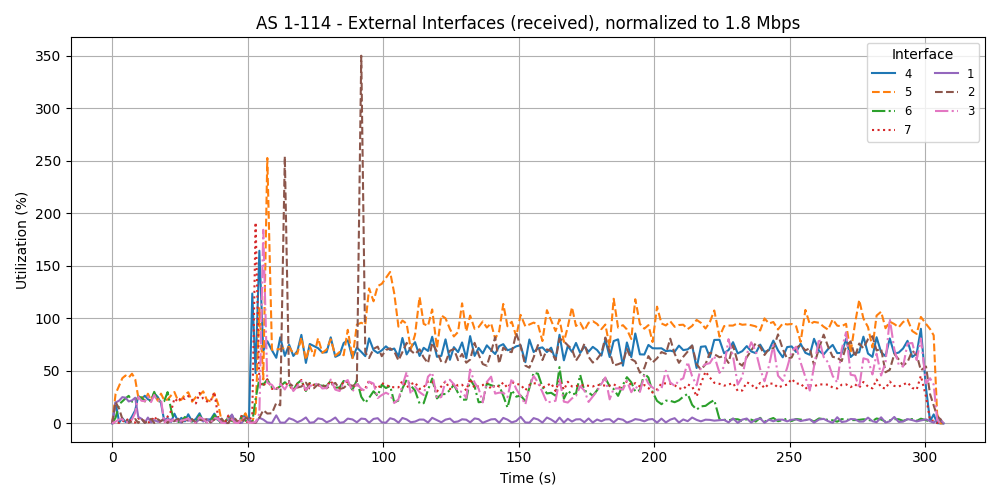 AS 1-114 - External Interfaces (received), normalized to 1.8 Mbps
Utilization (%)
350
300
250
200
150
100
50
0
Interface
4 1
5 2
6 3
7
0 50 100 150 200 250 300
Time (s)